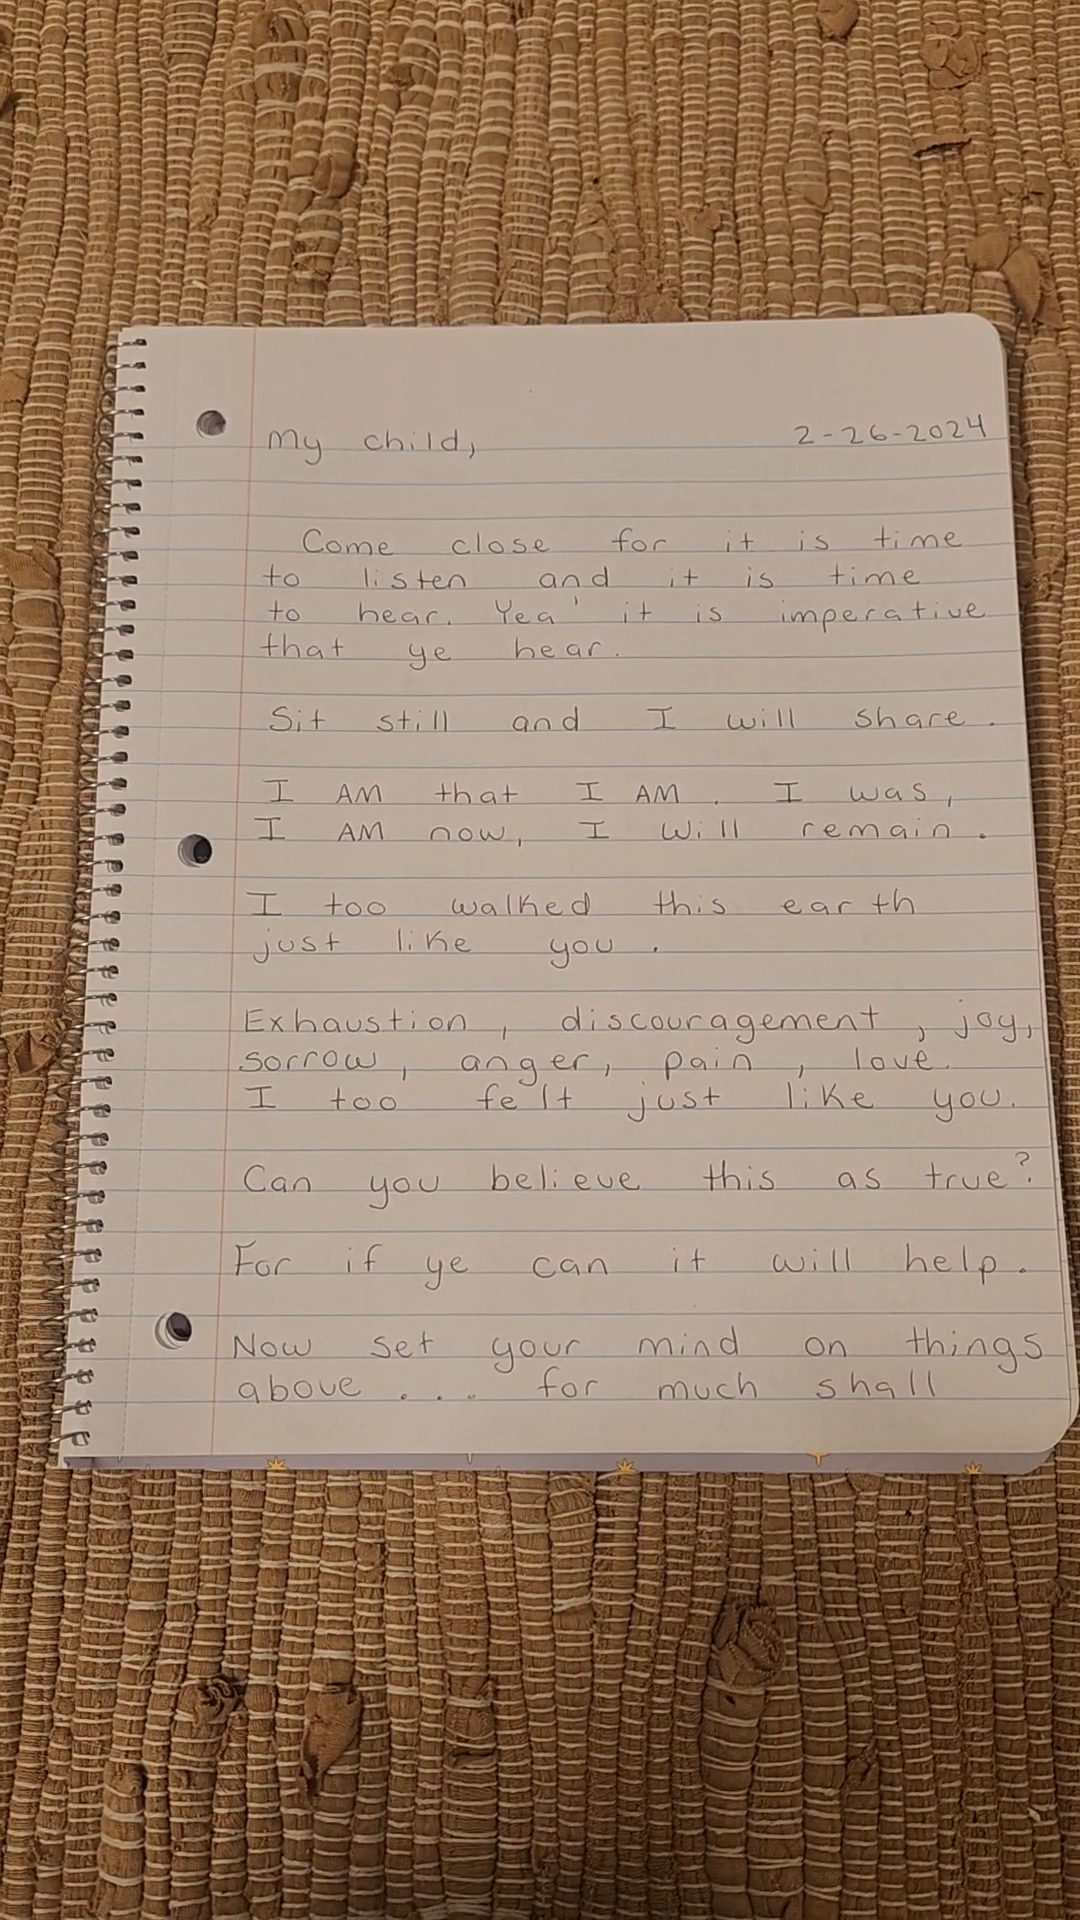 My child,
2-26-2024
Come close for it is time
to listen and it is time
to hear. Yea' it is imperative
that ye hear.
Sit still and I will share.
I AM that I AM. I was,
I AM now, I will remain.
I too walked this earth
just like you.
Exhaustion, discouragement, joy,
sorrow, anger, pain, love.
I too felt just like you.
Can you believe this as true?
For if ye can it will help.
Now set your mind on things
above.... for much shall